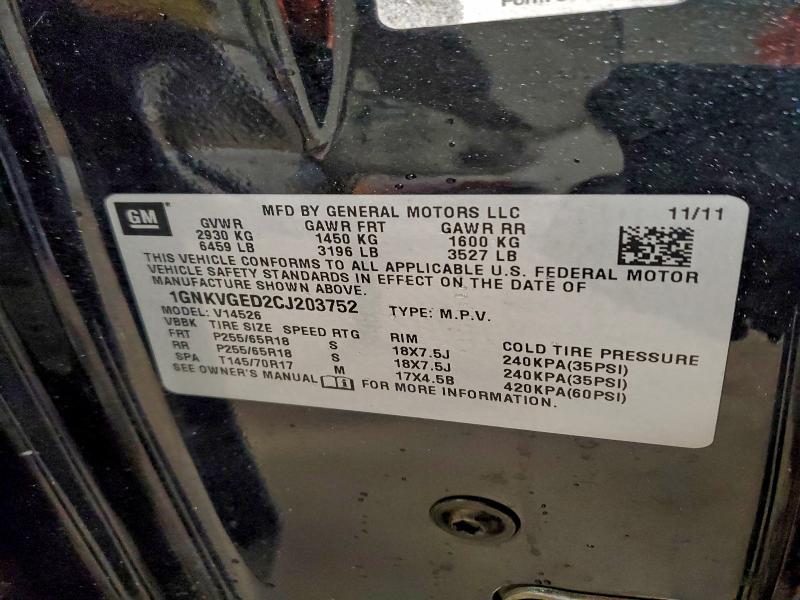 GM
MFD BY GENERAL MOTORS LLC 11/11
GVWR GAWR FRT GAWR RR
2930 KG 1450 KG 1600 KG
6459 LB 3196 LB 3527 LB
THIS VEHICLE CONFORMS TO ALL APPLICABLE U.S. FEDERAL MOTOR
VEHICLE SAFETY STANDARDS IN EFFECT ON THE DATE OF
MANUFACTURE SHOWN ABOVE.
1GNKVGED2CJ203752 TYPE: M.P.V.
MODEL: V14526
VBBK TIRE SIZE SPEED RTG RIM COLD TIRE PRESSURE
FRT P255/65R18 S 18X7.5J 240KPA(35PSI)
RR P255/65R18 S 18X7.5J 240KPA(35PSI)
SPA T145/70R17 M 17X4.5B 420KPA(60PSI)
SEE OWNER'S MANUAL FOR MORE INFORMATION.